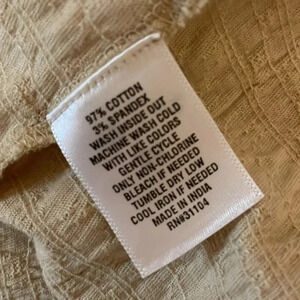 97% COTTON
3% SPANDEX
WASH INSIDE OUT
MACHINE WASH COLD
WITH LIKE COLORS
GENTLE CYCLE
ONLY NON-CHLORINE
BLEACH IF NEEDED
TUMBLE DRY LOW
COOL IRON IF NEEDED
MADE IN INDIA
RN#31104